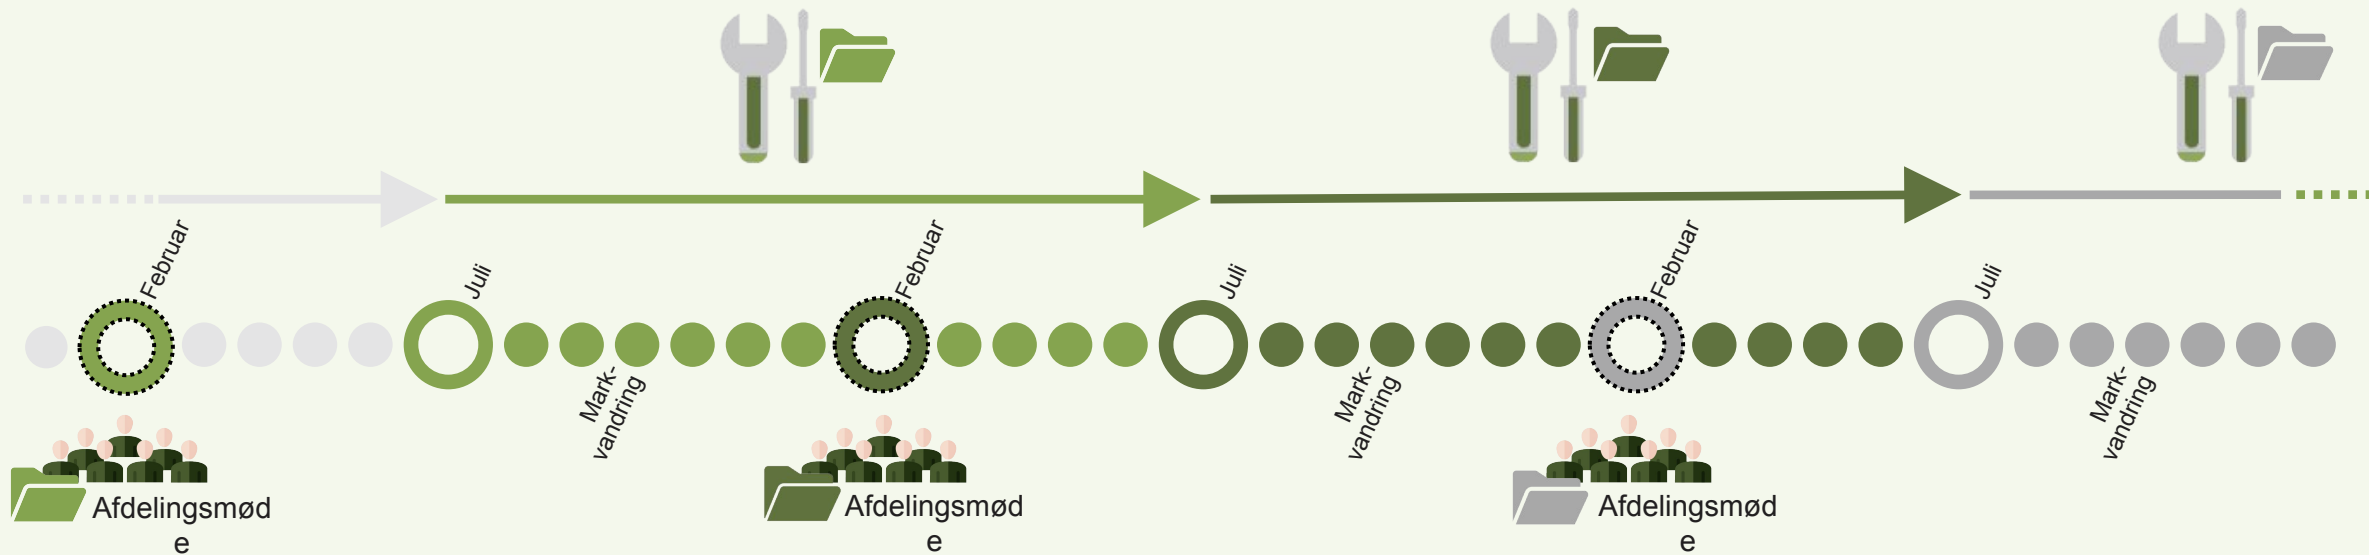 Februar
Juli
Februar
Juli
Februar
Juli
Mark-
vandring
Mark-
vandring
Mark-
vandring
Afdelingsmød
e
Afdelingsmød
e
Afdelingsmød
e